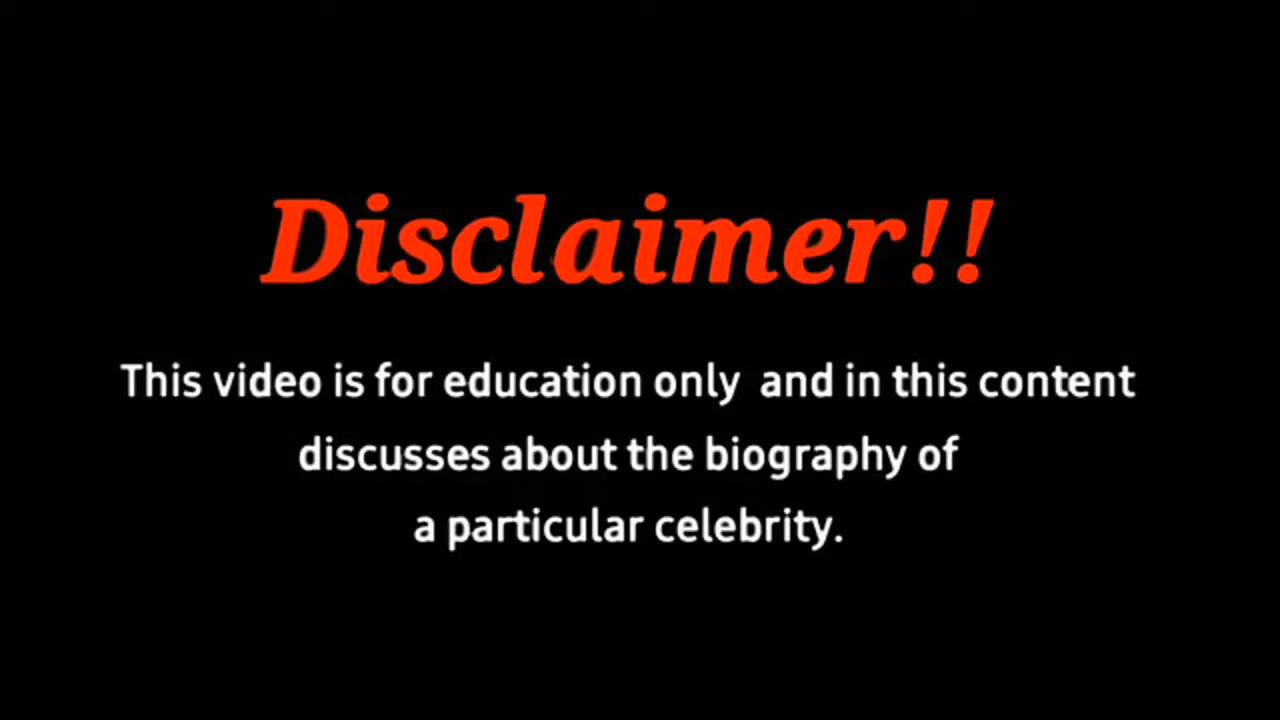 Disclaimer!!
This video is for education only  and in this content
discusses about the biography of
a particular celebrity.